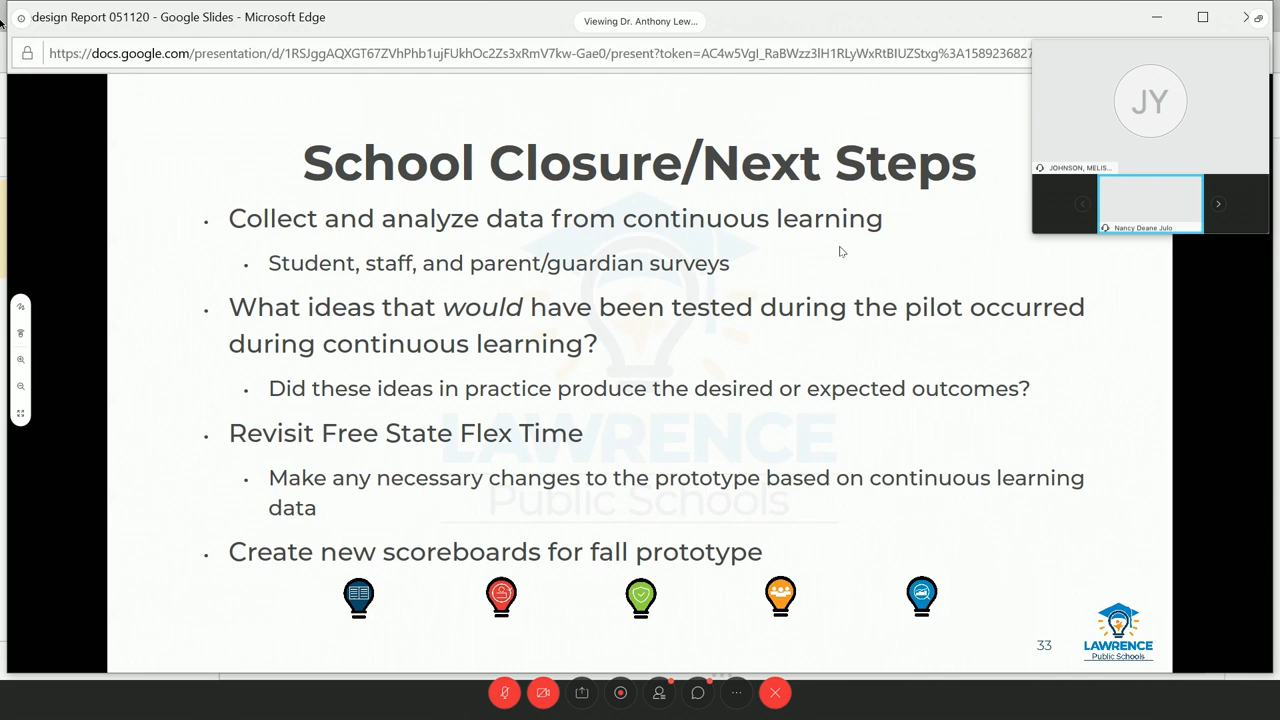 design Report 051120 - Google Slides - Microsoft Edge
Viewing Dr. Anthony Lew...
https://docs.google.com/presentation/d/1RSJggAQXGT67ZVhPhb1ujFUkhOc2Zs3xRmV7kw-Gae0/present?token=AC4w5VgI_RaBWzz3lH1RLyWxRtBIUZStxg%3A1589236827
JY
JOHNSON, MELIS...
Nancy Deane Julo
School Closure/Next Steps
• Collect and analyze data from continuous learning
• Student, staff, and parent/guardian surveys
• What ideas that would have been tested during the pilot occurred
during continuous learning?
• Did these ideas in practice produce the desired or expected outcomes?
• Revisit Free State Flex Time
• Make any necessary changes to the prototype based on continuous learning
data
• Create new scoreboards for fall prototype
LAWRENCE
Public Schools
33
LAWRENCE
Public Schools